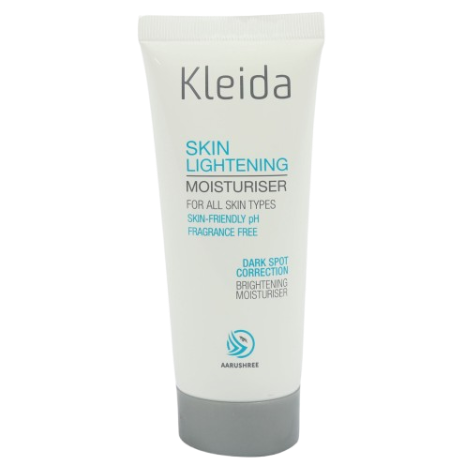 Kleida
SKIN
LIGHTENING
MOISTURISER
FOR ALL SKIN TYPES
SKIN-FRIENDLY pH
FRAGRANCE FREE
DARK SPOT
CORRECTION
BRIGHTENING
MOISTURISER
AARUSHREE